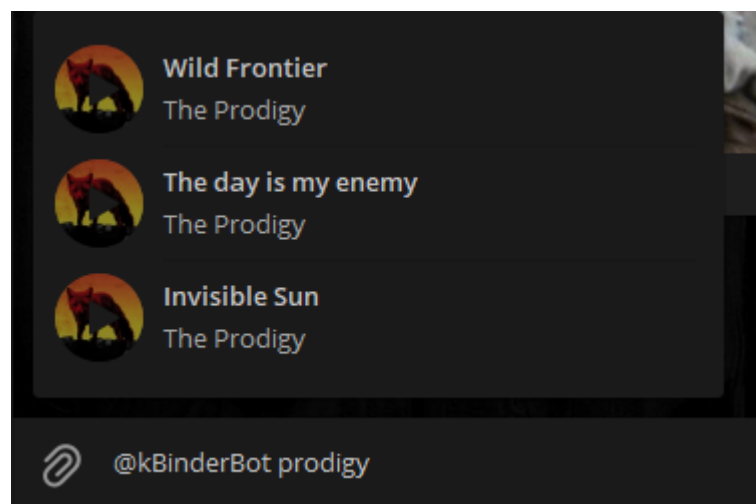 Wild Frontier
The Prodigy
The day is my enemy
The Prodigy
Invisible Sun
The Prodigy
@kBinderBot prodigy